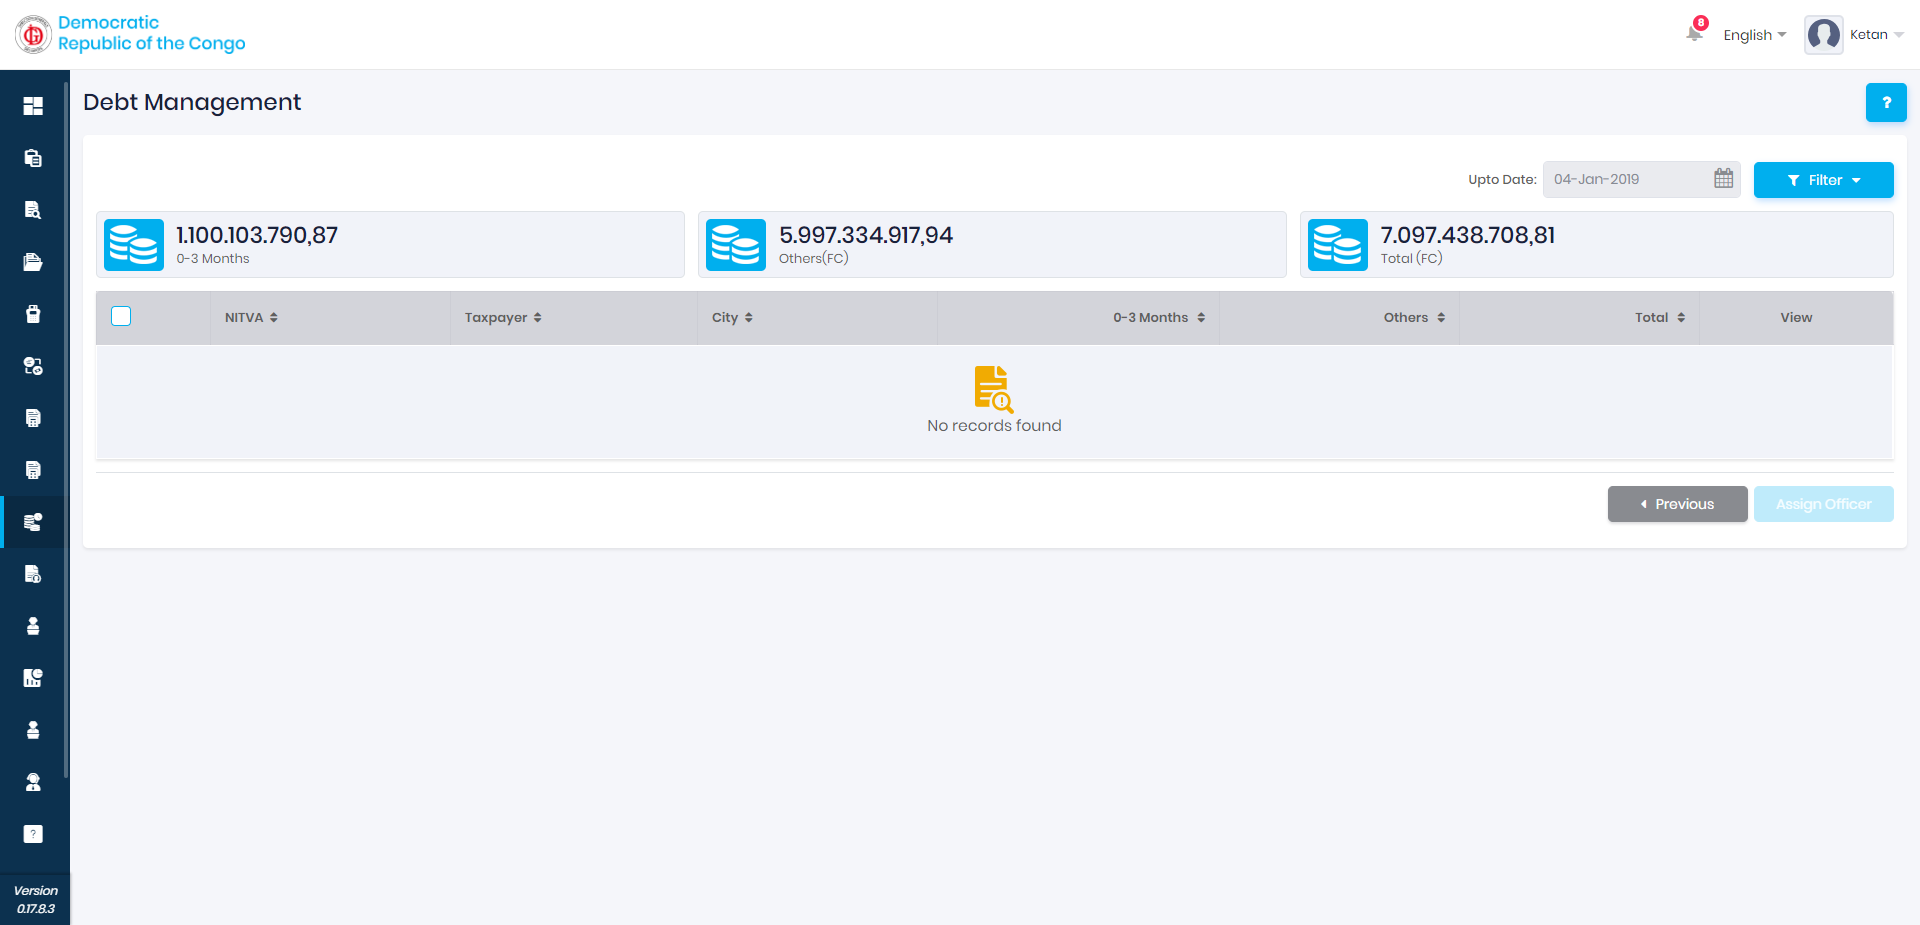 Democratic
Republic of the Congo
8
English
Ketan
Debt Management
?
Upto Date:
04-Jan-2019
Filter
1.100.103.790,87
0-3 Months
5.997.334.917,94
Others(FC)
7.097.438.708,81
Total (FC)
NITVA
Taxpayer
City
0-3 Months
Others
Total
View
No records found
Previous
Assign Officer
?
Version
0.17.8.3